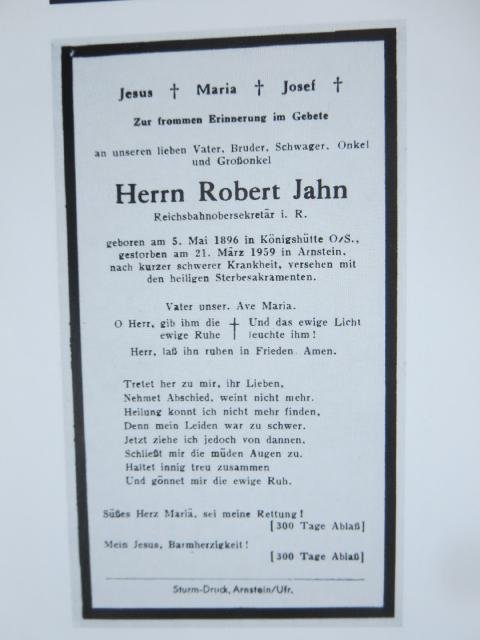 Jesus † Maria † Josef †
Zur frommen Erinnerung im Gebete
an unseren lieben Vater, Bruder, Schwager, Onkel
und Großonkel
Herrn Robert Jahn
Reichsbahnobersekretär i. R.
geboren am 5. Mai 1896 in Königshütte O/S.,
gestorben am 21. März 1959 in Arnstein,
nach kurzer schwerer Krankheit, versehen mit
den heiligen Sterbesakramenten.
Vater unser. Ave Maria.
O Herr, gib ihm die † Und das ewige Licht
ewige Ruhe leuchte ihm!
Herr, laß ihn ruhen in Frieden. Amen.
Tretet her zu mir, ihr Lieben,
Nehmet Abschied, weint nicht mehr.
Heilung konnt ich nicht mehr finden,
Denn mein Leiden war zu schwer.
Jetzt ziehe ich jedoch von dannen,
Schließt mir die müden Augen zu.
Haltet innig treu zusammen
Und gönnet mir die ewige Ruh.
Süßes Herz Mariä, sei meine Rettung!
[300 Tage Ablaß]
Mein Jesus, Barmherzigkeit!
[300 Tage Ablaß]
Sturm-Druck, Arnstein/Ufr.